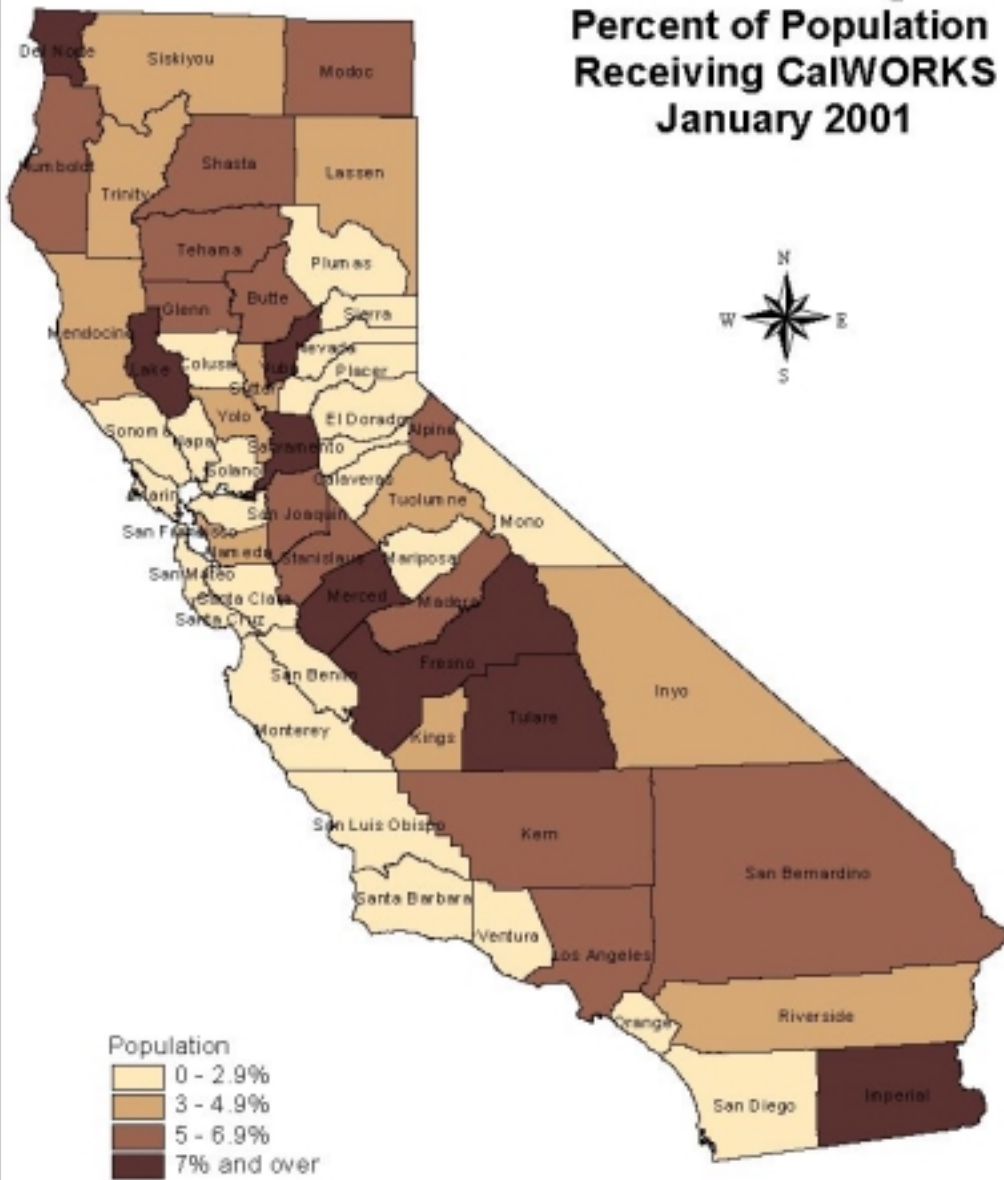 Percent of Population
Receiving CalWORKS
January 2001
Del Norte
Siskiyou
Modoc
Humboldt
Trinity
Shasta
Lassen
Tehama
Plumas
N
W
E
S
Glenn
Butte
Sierra
Mendocino
Lake
Colusa
Yuba
Nevada
Placer
Sutter
Yolo
El Dorado
Sonoma
Napa
Sacramento
Alpine
Solano
Calaveras
Marin
Tuolumne
San Joaquin
Mono
San Francisco
Alameda
Stanislaus
Mariposa
San Mateo
Santa Clara
Merced
Madera
Santa Cruz
Fresno
San Benito
Inyo
Tulare
Monterey
Kings
San Luis Obispo
Kern
San Bernardino
Santa Barbara
Ventura
Los Angeles
Orange
Riverside
San Diego
Imperial
Population
0 - 2.9%
3 - 4.9%
5 - 6.9%
7% and over